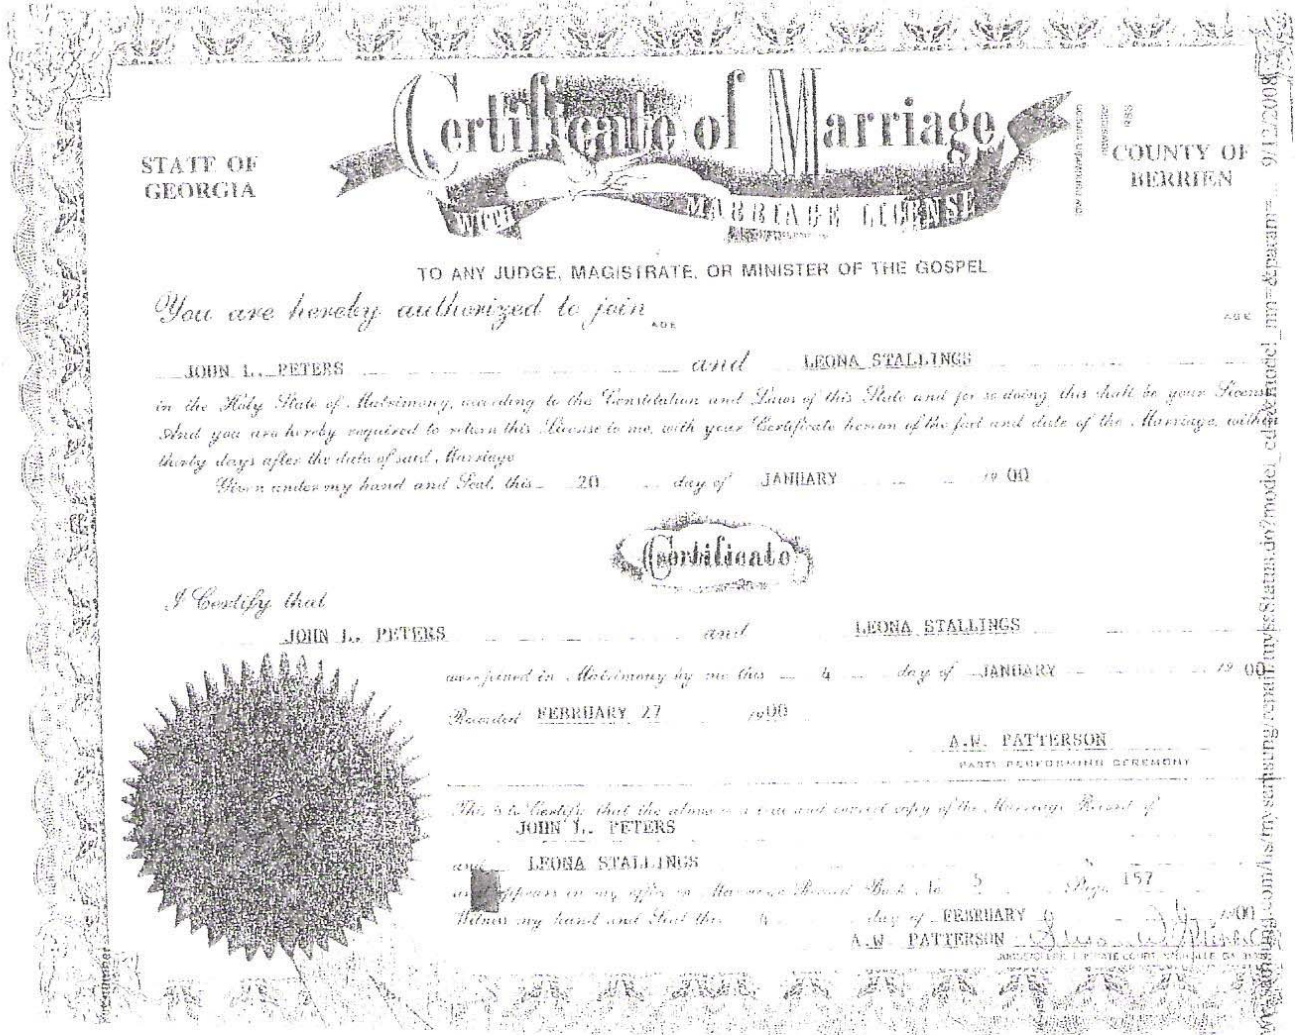 Certificate of Marriage
STATE OF
GEORGIA
COUNTY OF
BERRIEN
WITH MARRIAGE LICENSE
TO ANY JUDGE, MAGISTRATE, OR MINISTER OF THE GOSPEL
You are hereby authorized to join
AGE AGE
JOHN L. PETERS and LEONA STALLINGS
in the Holy State of Matrimony, according to the Constitution and Laws of this State and for so doing this shall be your License
And you are hereby required to return this License to me, with your Certificate hereon of the fact and date of the Marriage, within
thirty days after the date of said Marriage
Given under my hand and Seal, this 20 day of JANUARY 19 00
Certificate
I Certify that
JOHN L. PETERS and LEONA STALLINGS
were joined in Matrimony by me this 4 day of JANUARY 19 00
Recorded FEBRUARY 27 19 00
A.W. PATTERSON
PARTY PERFORMING CEREMONY
This is to Certify that the above is a true and correct copy of the Marriage Record of
JOHN L. PETERS
and LEONA STALLINGS
and appears in my office in Marriage Record Book No. 5 Page 157
Witness my hand and Seal this 4 day of FEBRUARY 1900
A.W. PATTERSON
9/12/2008